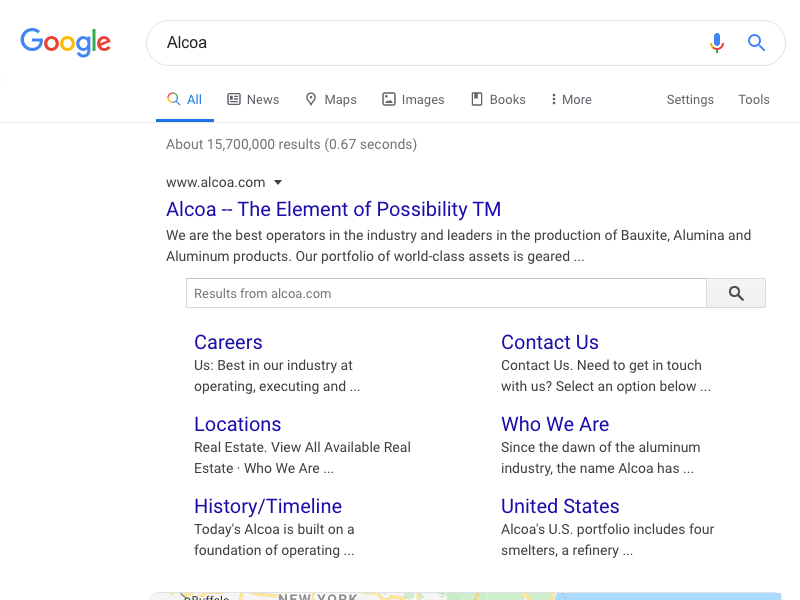 Google
Alcoa
All
News
Maps
Images
Books
More
Settings
Tools
About 15,700,000 results (0.67 seconds)
www.alcoa.com
Alcoa -- The Element of Possibility TM
We are the best operators in the industry and leaders in the production of Bauxite, Alumina and
Aluminum products. Our portfolio of world-class assets is geared ...
Results from alcoa.com
Careers
Us: Best in our industry at
operating, executing and ...
Contact Us
Contact Us. Need to get in touch
with us? Select an option below ...
Locations
Real Estate. View All Available Real
Estate · Who We Are ...
Who We Are
Since the dawn of the aluminum
industry, the name Alcoa has ...
History/Timeline
Today's Alcoa is built on a
foundation of operating ...
United States
Alcoa's U.S. portfolio includes four
smelters, a refinery ...
Buffalo
NEW YORK